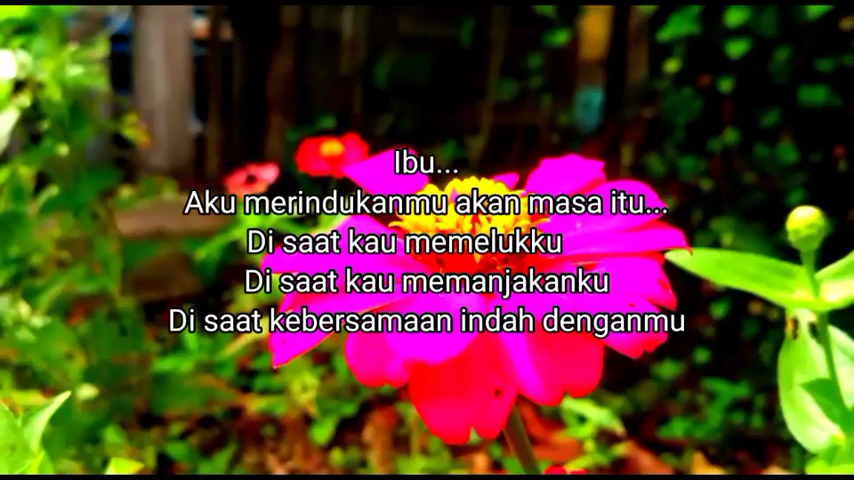 Ibu...
Aku merindukanmu akan masa itu...
Di saat kau memelukku
Di saat kau memanjakanku
Di saat kebersamaan indah denganmu